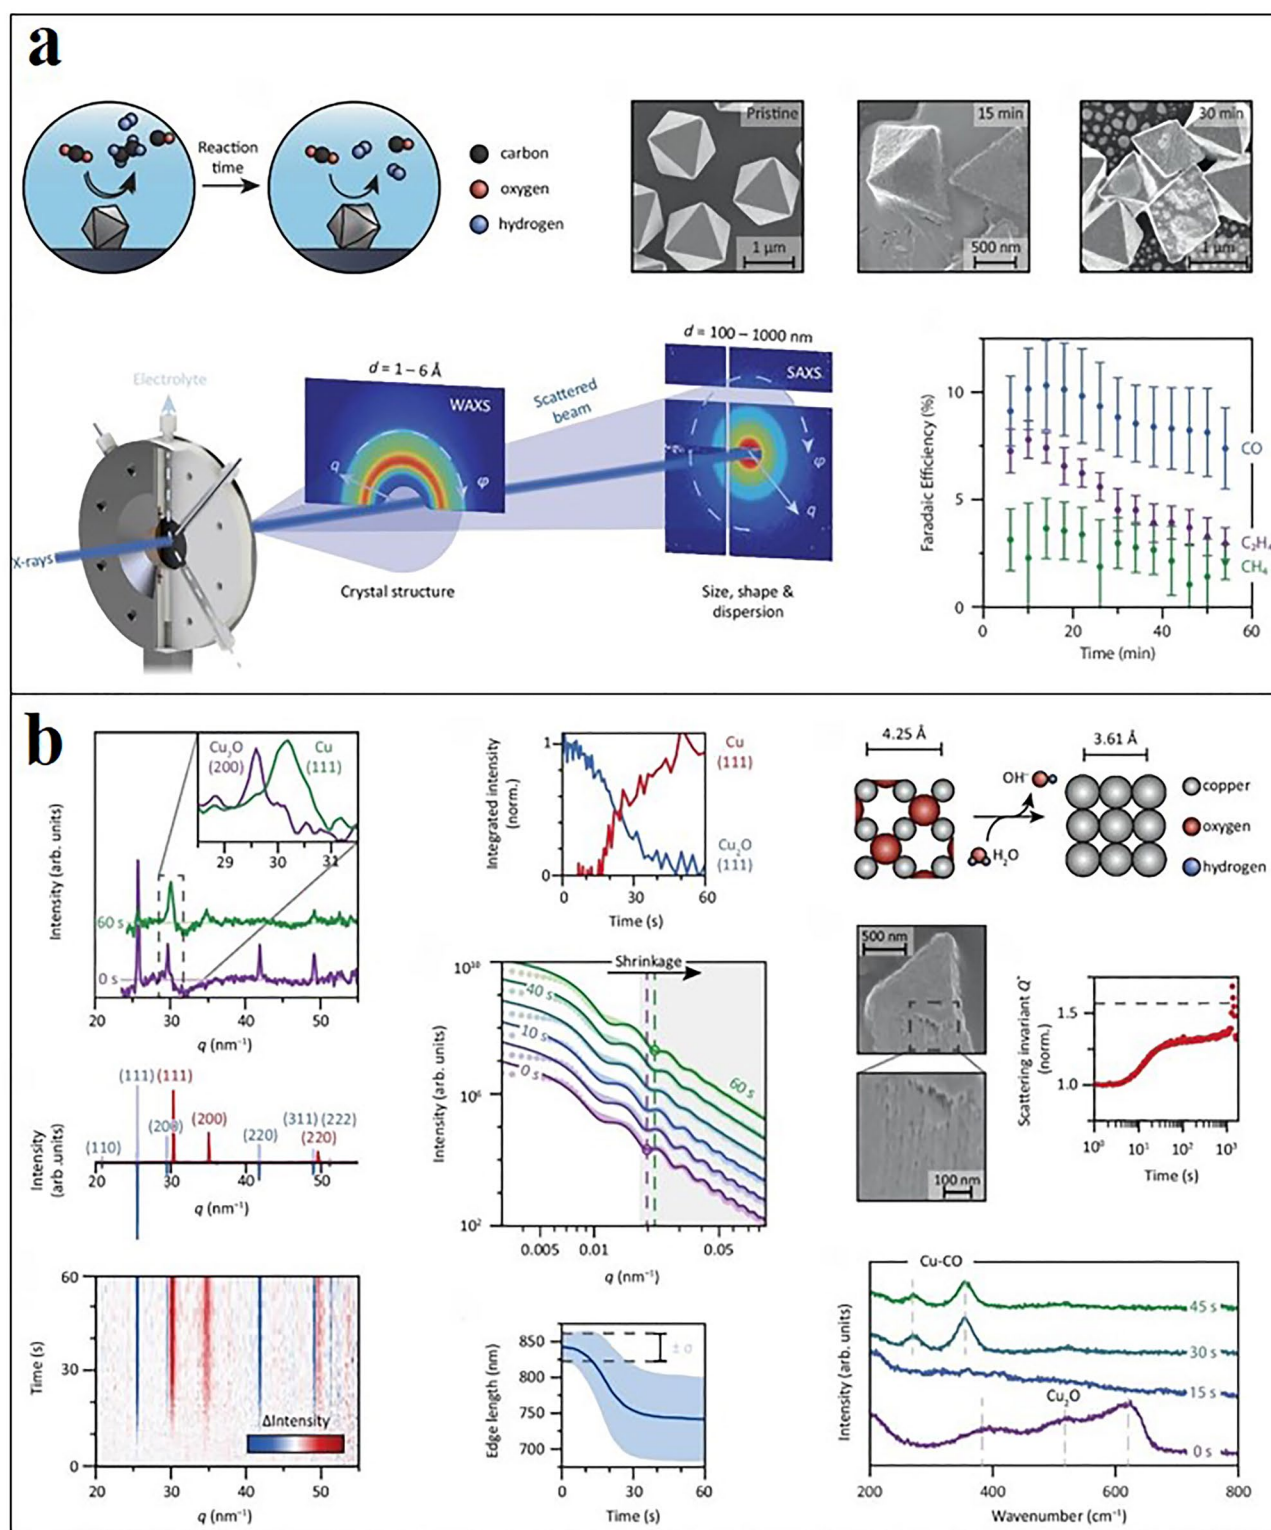 a
Reaction
time
carbon
oxygen
hydrogen
Pristine
1 µm
15 min
500 nm
30 min
1 µm
Electrolyte
X-rays
d = 1 – 6 Å
WAXS
q
φ
Crystal structure
Scattered
beam
d = 100 – 1000 nm
SAXS
φ
q
Size, shape &
dispersion
Faradaic Efficiency (%)
10
5
0
CO
C₂H₄
CH₄
0 20 40 60
Time (min)
b
Cu₂O
(200)
Cu
(111)
29 30 31
Intensity (arb. units)
60 s
0 s
20 30 40 50
q (nm⁻¹)
(111) (111)
(200) (200)
(311) (222)
(110) (220) (220)
Intensity
(arb units)
20 30 40 50
q (nm⁻¹)
Time (s)
60
30
0
ΔIntensity
20 30 40 50
q (nm⁻¹)
Integrated intensity
(norm.)
1
0
Cu
(111)
Cu₂O
(111)
0 30 60
Time (s)
Shrinkage
Intensity (arb. units)
10¹⁰
10⁶
10²
40 s
10 s
0 s
60 s
0.005 0.01 0.05
q (nm⁻¹)
Edge length (nm)
850
800
750
700
± σ
0 30 60
Time (s)
4.25 Å
3.61 Å
OH⁻
H₂O
copper
oxygen
hydrogen
500 nm
100 nm
Scattering invariant Q*
(norm.)
1.5
1.0
10⁰ 10¹ 10² 10³
Time (s)
Cu-CO
45 s
30 s
15 s
Cu₂O
0 s
Intensity (arb. units)
200 400 600 800
Wavenumber (cm⁻¹)